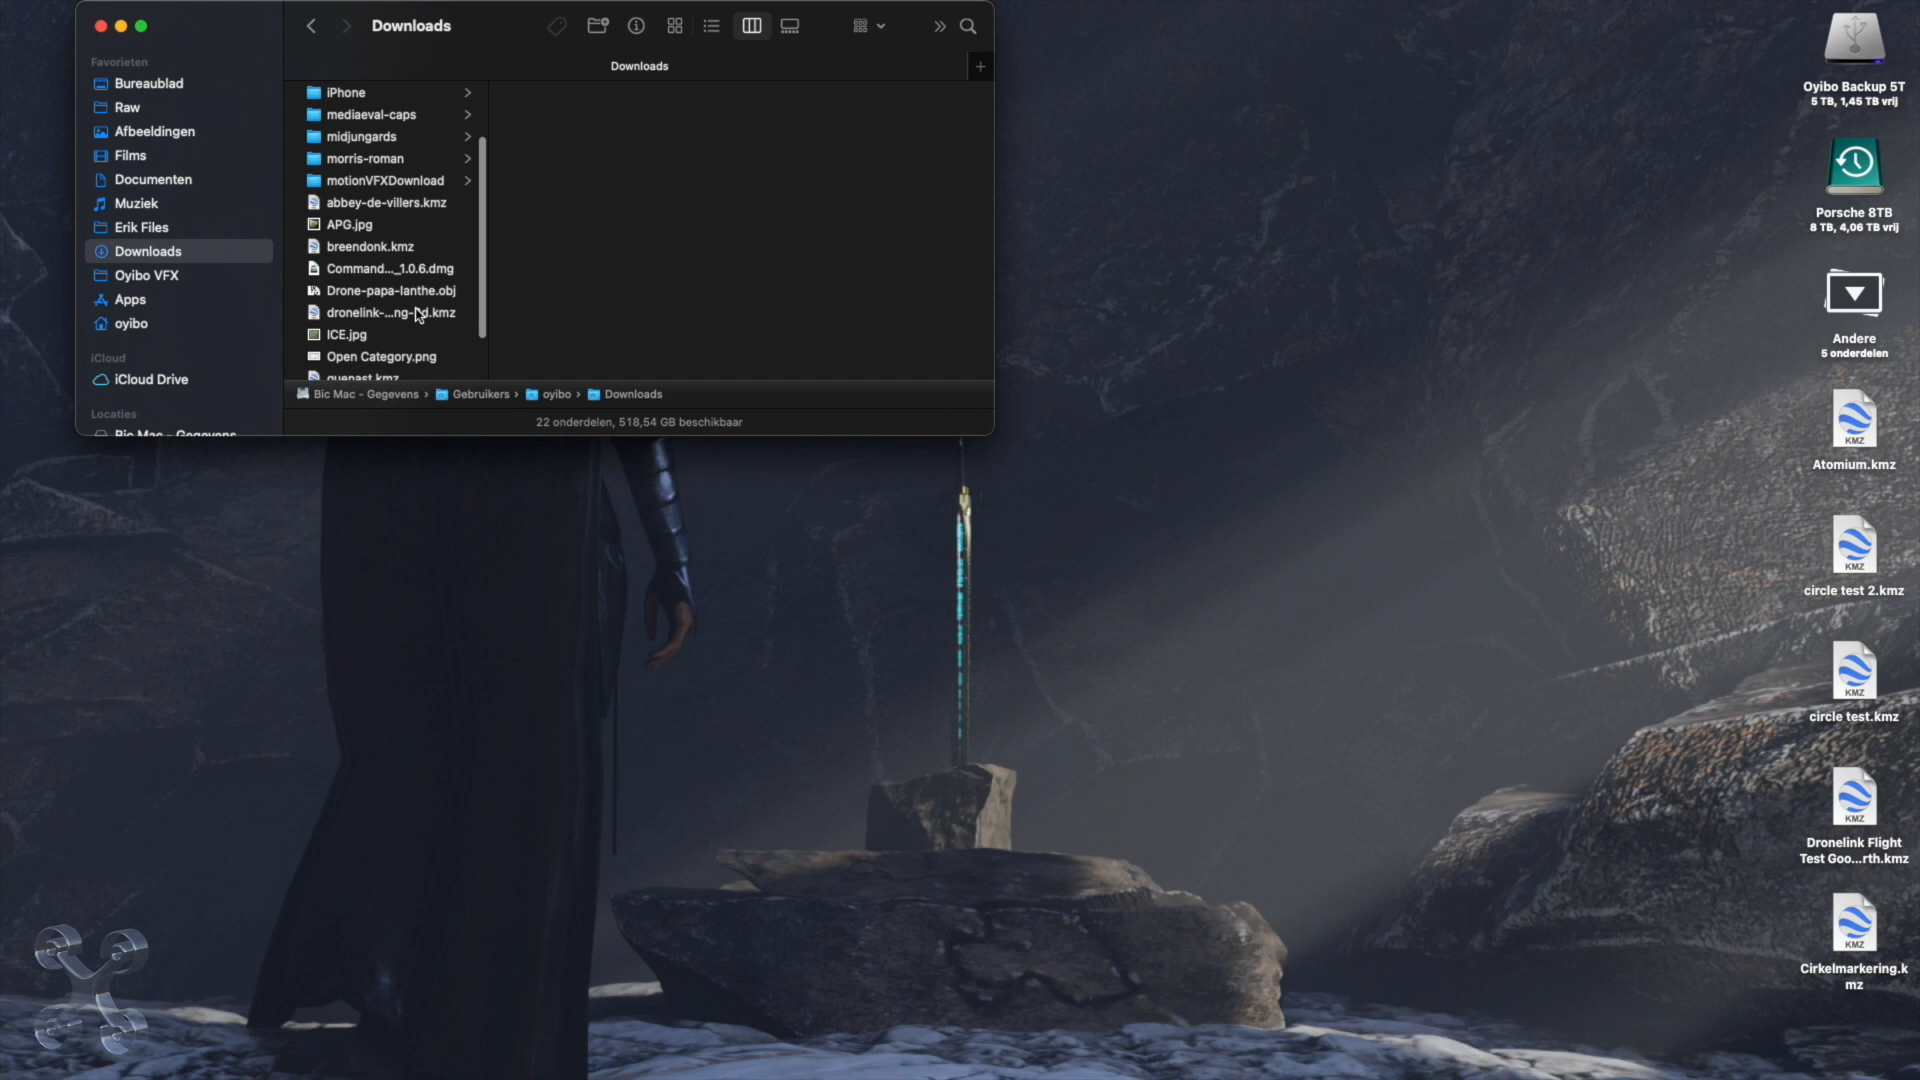 Downloads
Downloads
Favorieten
Bureaublad
Raw
Afbeeldingen
Films
Documenten
Muziek
Erik Files
Downloads
Oyibo VFX
Apps
oyibo
iCloud
iCloud Drive
Locaties
Bic Mac - Gegevens
iPhone
mediaeval-caps
midjungards
morris-roman
motionVFXDownload
abbey-de-villers.kmz
APG.jpg
breendonk.kmz
Command..._1.0.6.dmg
Drone-papa-lanthe.obj
ICE.jpg
Open Category.png
quenast.kmz
Bic Mac - Gegevens › Gebruikers › oyibo › Downloads
22 onderdelen, 518,54 GB beschikbaar
Oyibo Backup 5T
5 TB, 1,45 TB vrij
Porsche 8TB
8 TB, 4,06 TB vrij
Andere
5 onderdelen
KMZ
Atomium.kmz
KMZ
circle test 2.kmz
KMZ
circle test.kmz
KMZ
Dronelink Flight
Test Goo...rth.kmz
KMZ
Cirkelmarkering.k
mz